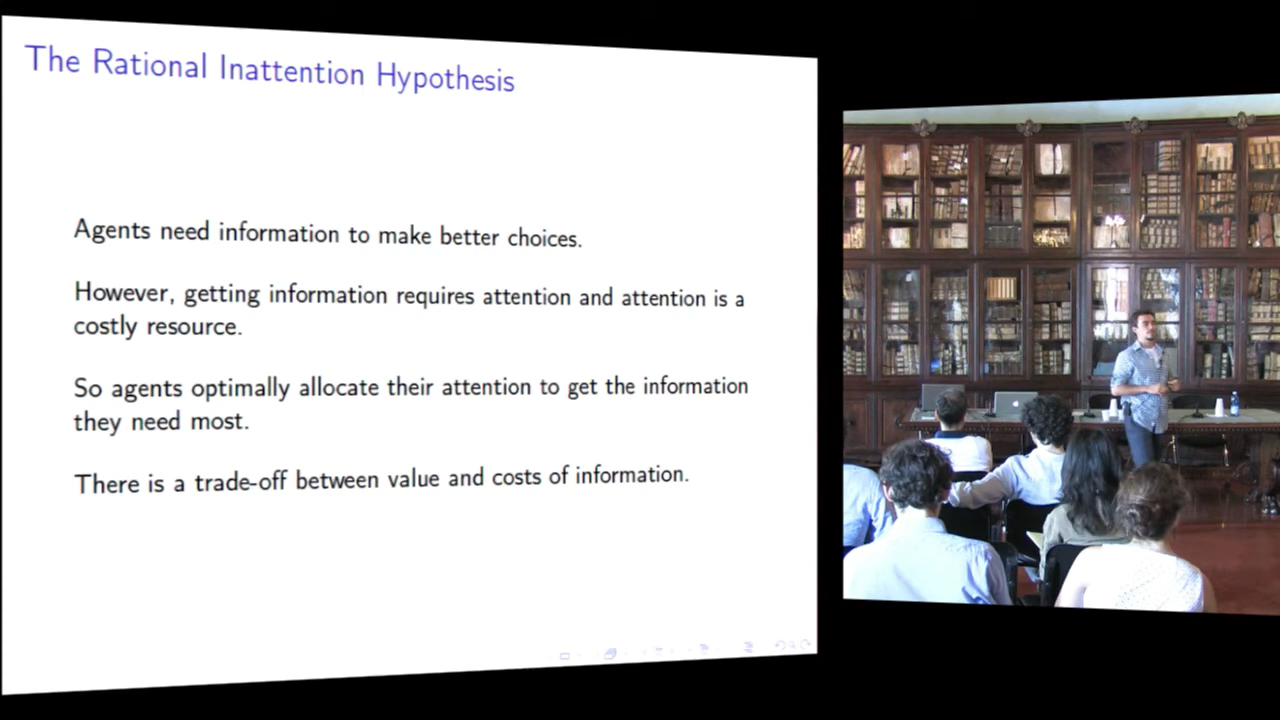 The Rational Inattention Hypothesis
Agents need information to make better choices.
However, getting information requires attention and attention is a
costly resource.
So agents optimally allocate their attention to get the information
they need most.
There is a trade-off between value and costs of information.